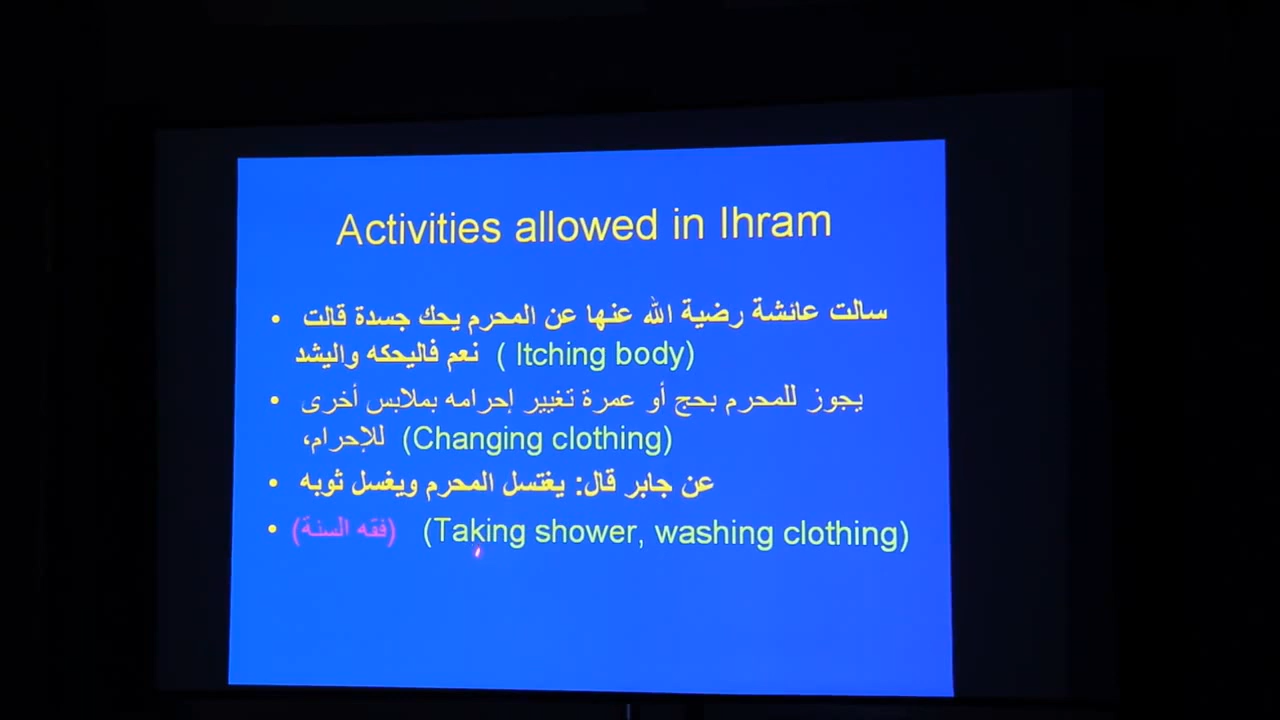 Activities allowed in Ihram
• سالت عائشة رضية الله عنها عن المحرم يحك جسدة قالت
نعم فاليحكه واليشد ( Itching body)
• يجوز للمحرم بحج أو عمرة تغيير إحرامه بملابس أخرى
للإحرام، (Changing clothing)
• عن جابر قال: يغتسل المحرم ويغسل ثوبه
• (فقه السنة) (Taking shower, washing clothing)